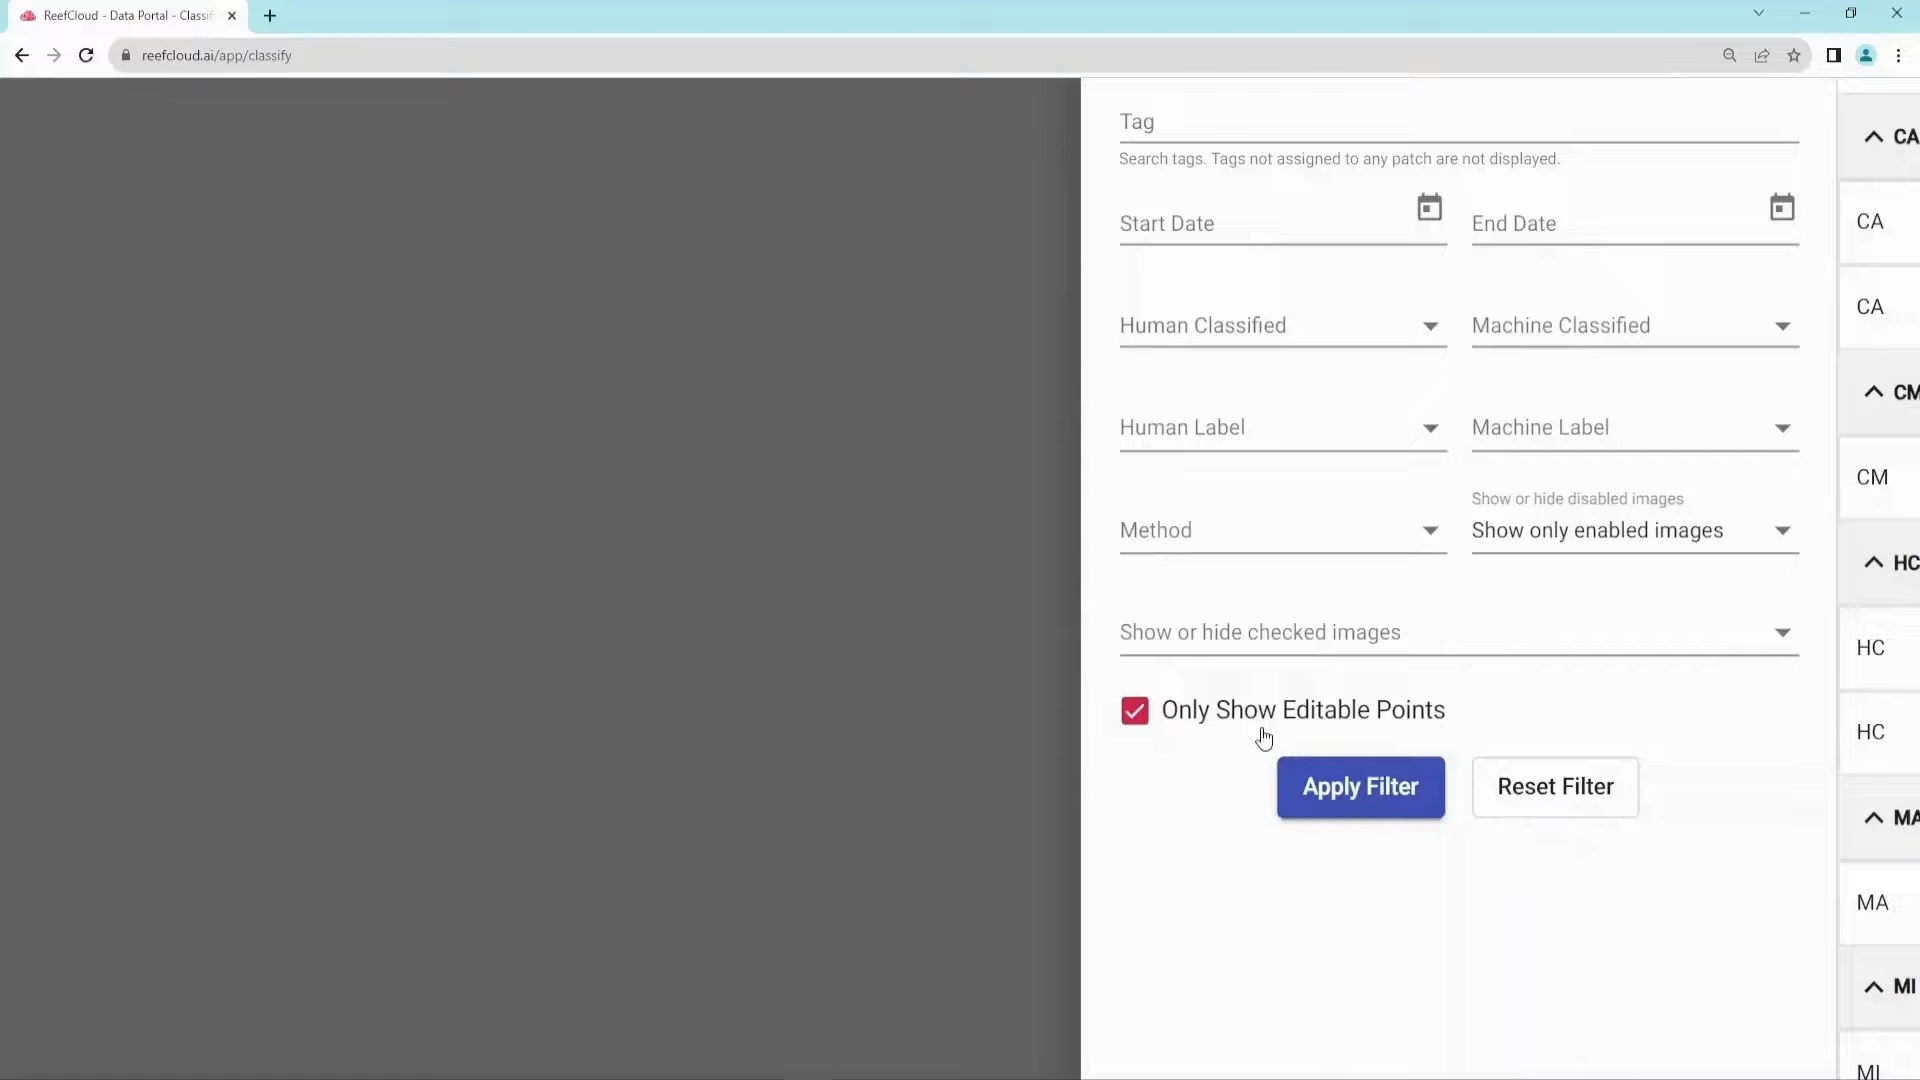 ReefCloud - Data Portal - Classif
reefcloud.ai/app/classify
Tag
Search tags. Tags not assigned to any patch are not displayed.
Start Date
End Date
Human Classified
Machine Classified
Human Label
Machine Label
Show or hide disabled images
Method
Show only enabled images
Show or hide checked images
Only Show Editable Points
Apply Filter
Reset Filter
CA
CA
CA
CM
CM
HC
HC
HC
MA
MA
MI
MI